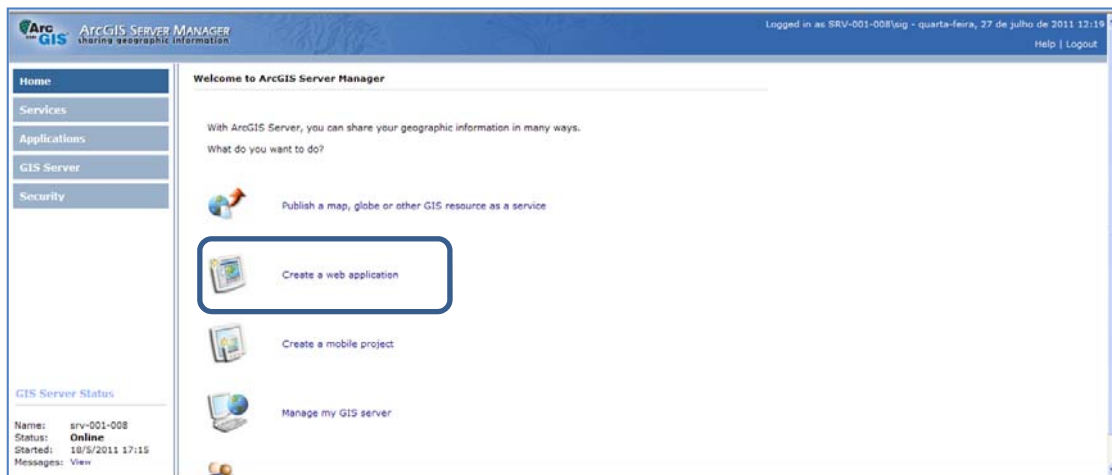 Arc GIS
ARCGIS SERVER MANAGER
sharing geographic information
Logged in as SRV-001-008\sig - quarta-feira, 27 de julho de 2011 12:19
Help | Logout
Home
Services
Applications
GIS Server
Security
Welcome to ArcGIS Server Manager
With ArcGIS Server, you can share your geographic information in many ways.
What do you want to do?
Publish a map, globe or other GIS resource as a service
Create a web application
Create a mobile project
Manage my GIS server
GIS Server Status
Name: srv-001-008
Status: Online
Started: 18/5/2011 17:15
Messages: View